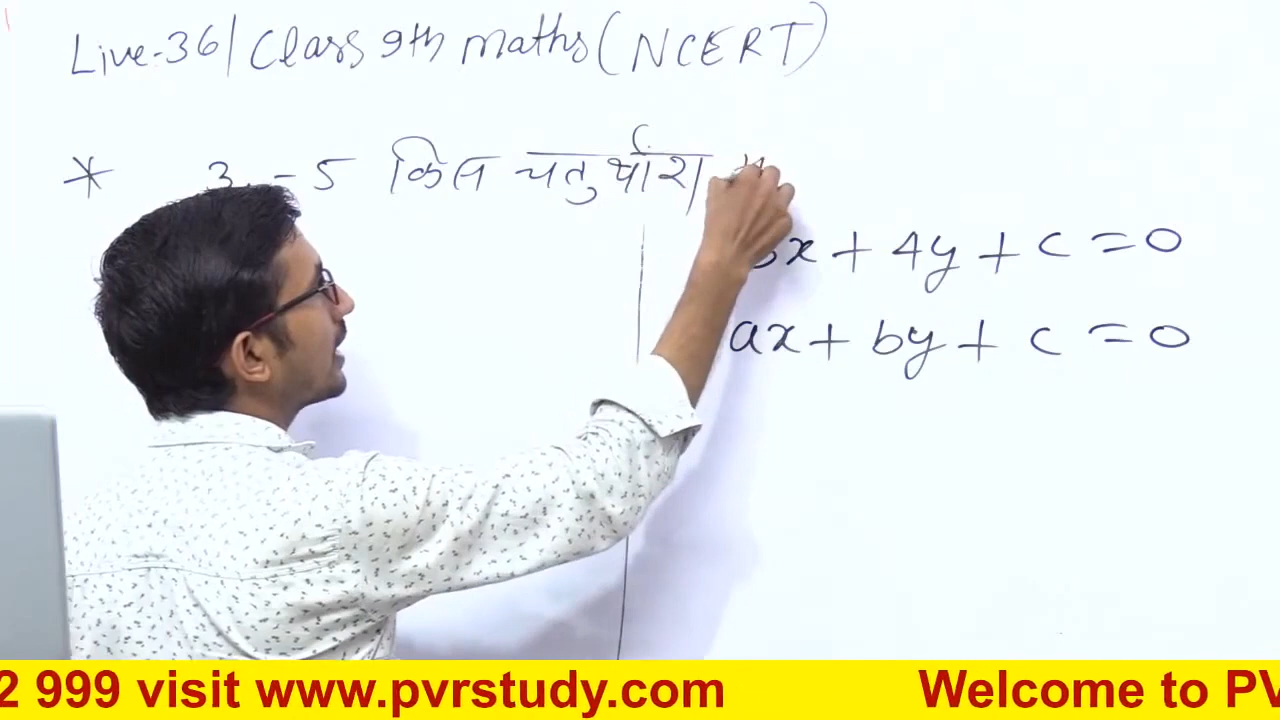 Live-36/Class 9th maths (NCERT)
* 3, -5 किस चतुर्थांश
3x + 4y + c = 0
ax + by + c = 0
2 999 visit www.pvrstudy.com Welcome to PV